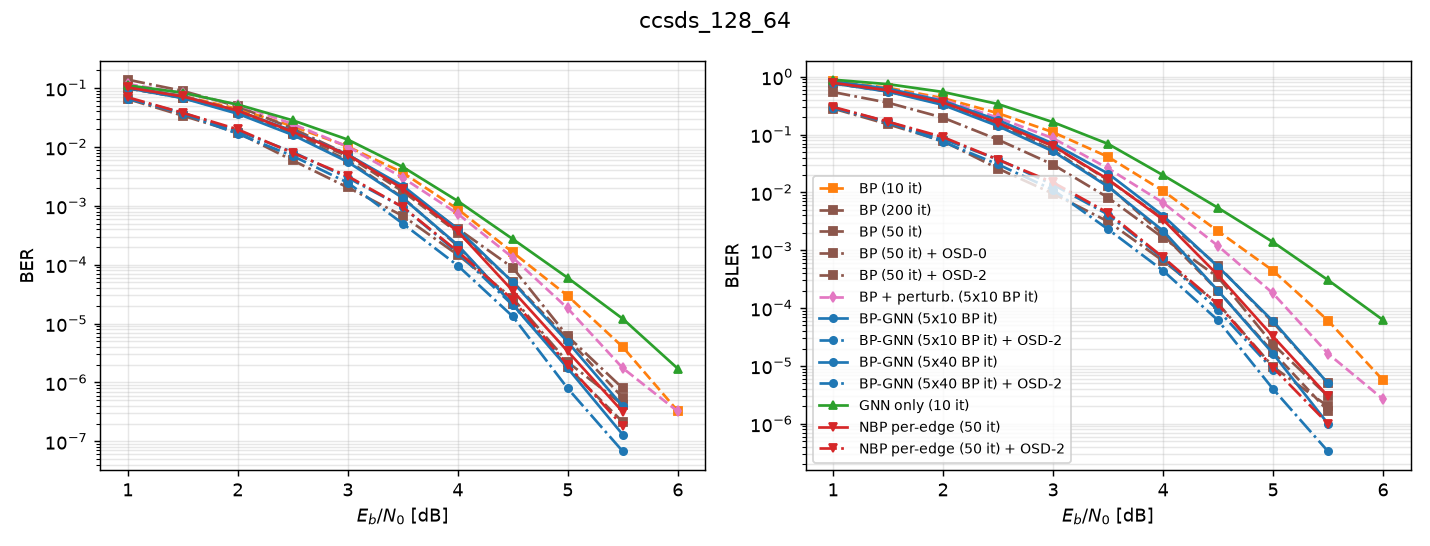 ccsds_128_64
BER
10⁻¹
10⁻²
10⁻³
10⁻⁴
10⁻⁵
10⁻⁶
10⁻⁷
1 2 3 4 5 6
E_b/N_0 [dB]
BLER
10⁰
10⁻¹
10⁻²
10⁻³
10⁻⁴
10⁻⁵
10⁻⁶
BP (10 it)
BP (200 it)
BP (50 it)
BP (50 it) + OSD-0
BP (50 it) + OSD-2
BP + perturb. (5x10 BP it)
BP-GNN (5x10 BP it)
BP-GNN (5x10 BP it) + OSD-2
BP-GNN (5x40 BP it)
BP-GNN (5x40 BP it) + OSD-2
GNN only (10 it)
NBP per-edge (50 it)
NBP per-edge (50 it) + OSD-2
1 2 3 4 5 6
E_b/N_0 [dB]